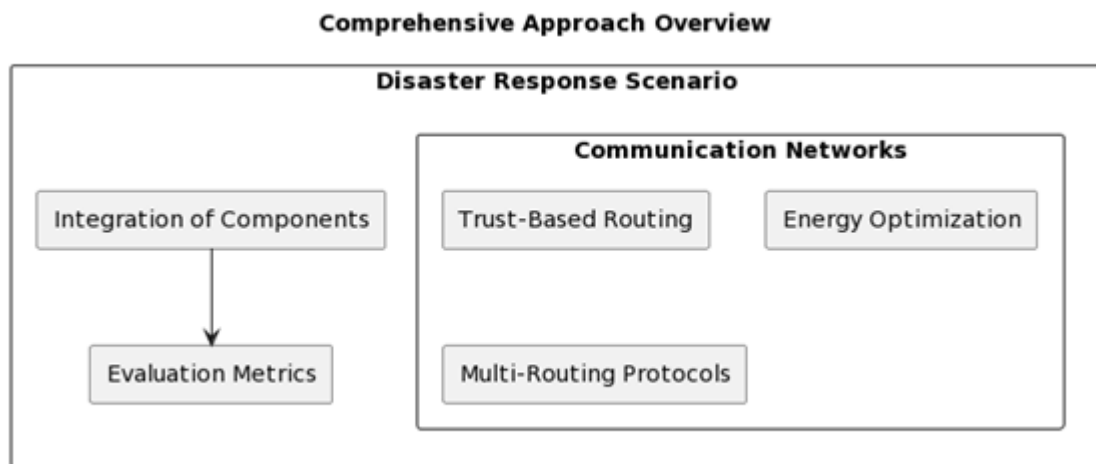 Comprehensive Approach Overview
Disaster Response Scenario
Communication Networks
Integration of Components
Trust-Based Routing
Energy Optimization
Evaluation Metrics
Multi-Routing Protocols